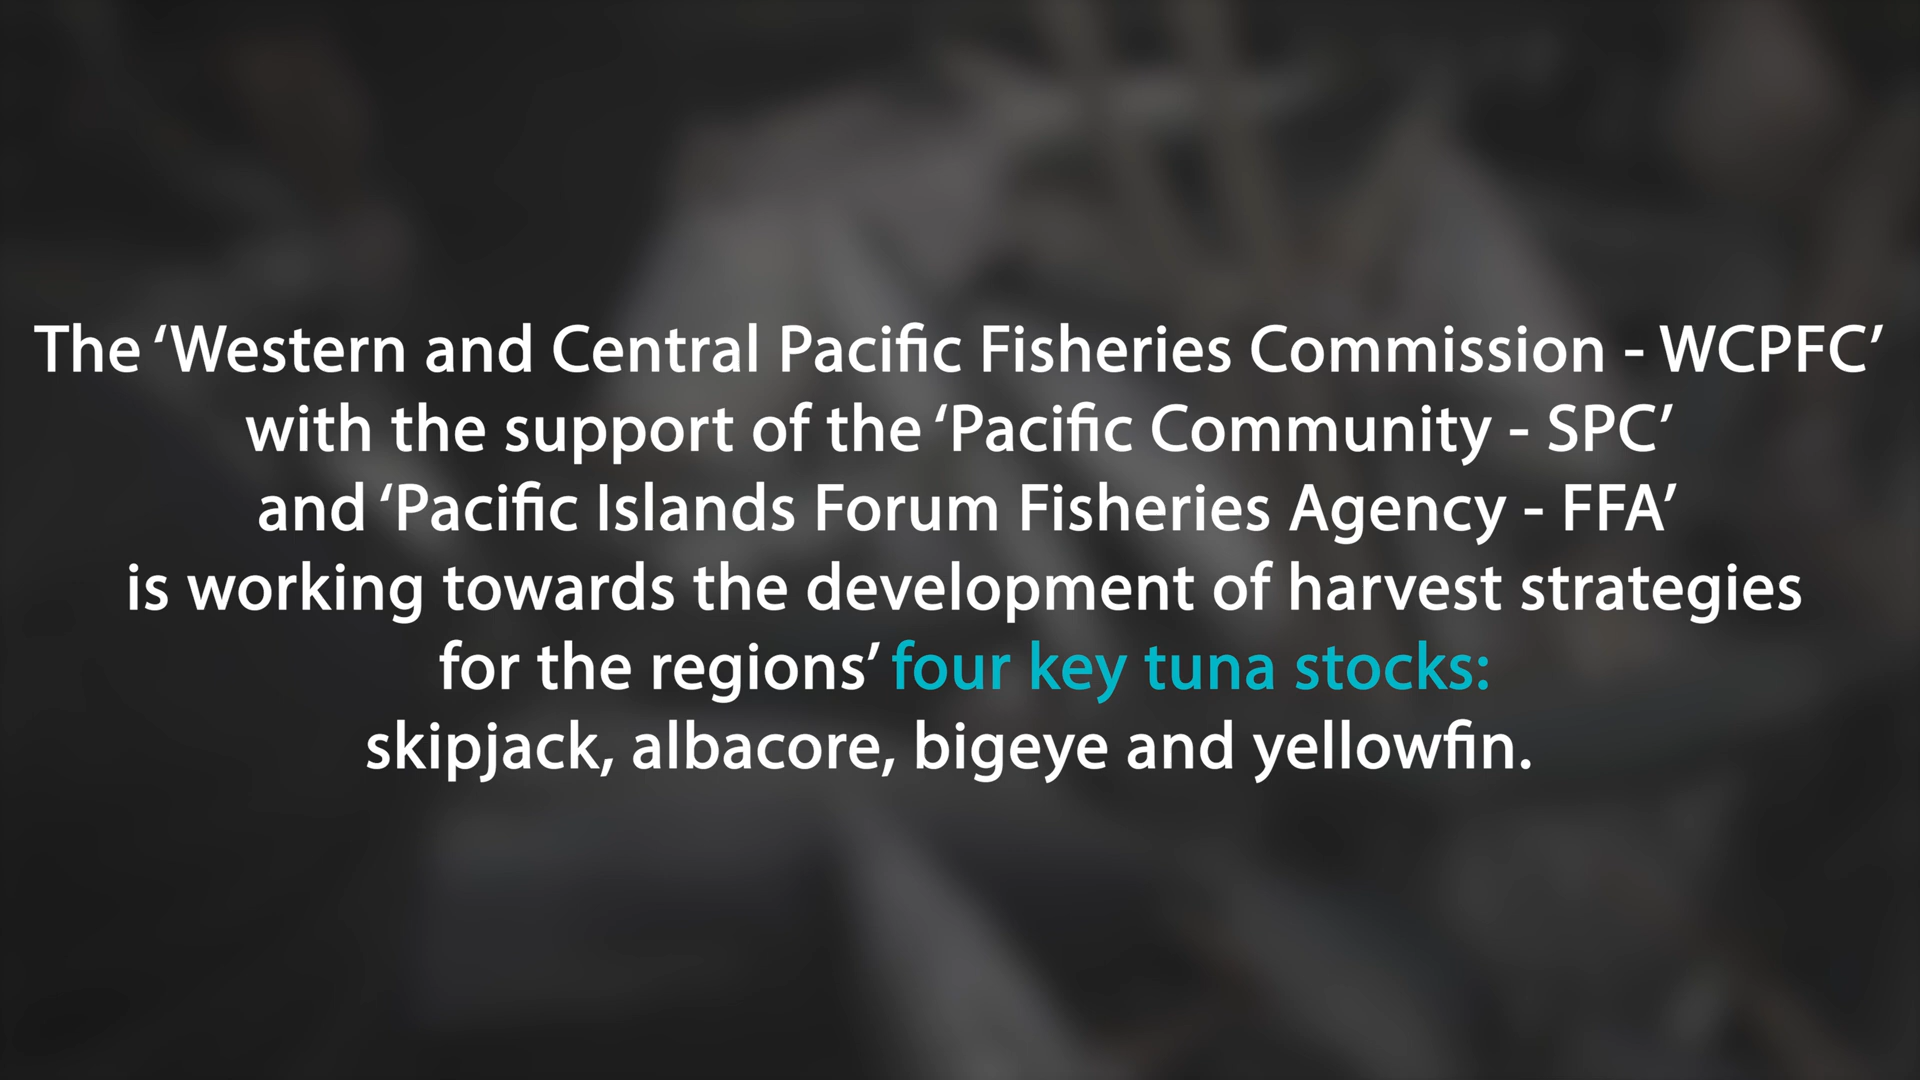 The ‘Western and Central Pacific Fisheries Commission - WCPFC’
with the support of the ‘Pacific Community - SPC’
and ‘Pacific Islands Forum Fisheries Agency - FFA’
is working towards the development of harvest strategies
for the regions’ four key tuna stocks:
skipjack, albacore, bigeye and yellowfin.